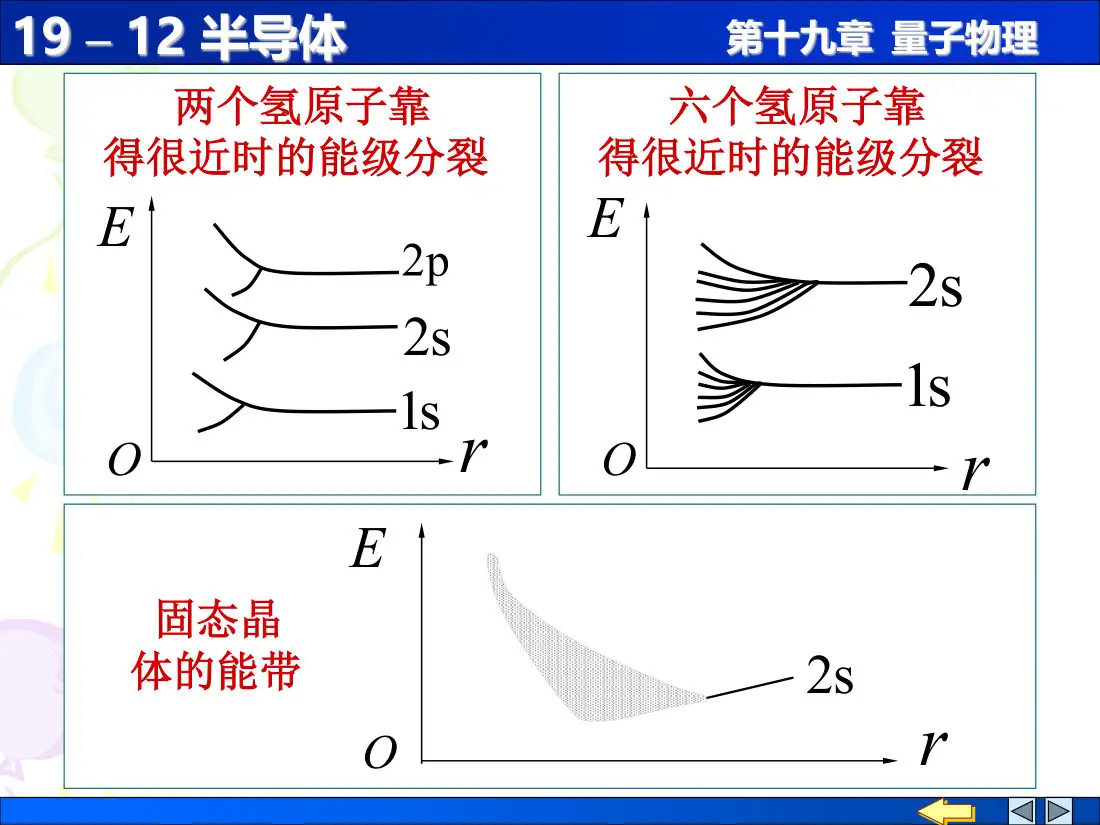 19 – 12 半导体
第十九章 量子物理
两个氢原子靠
得很近时的能级分裂
E
2p
2s
1s
O
r
六个氢原子靠
得很近时的能级分裂
E
2s
1s
O
r
固态晶
体的能带
E
2s
O
r